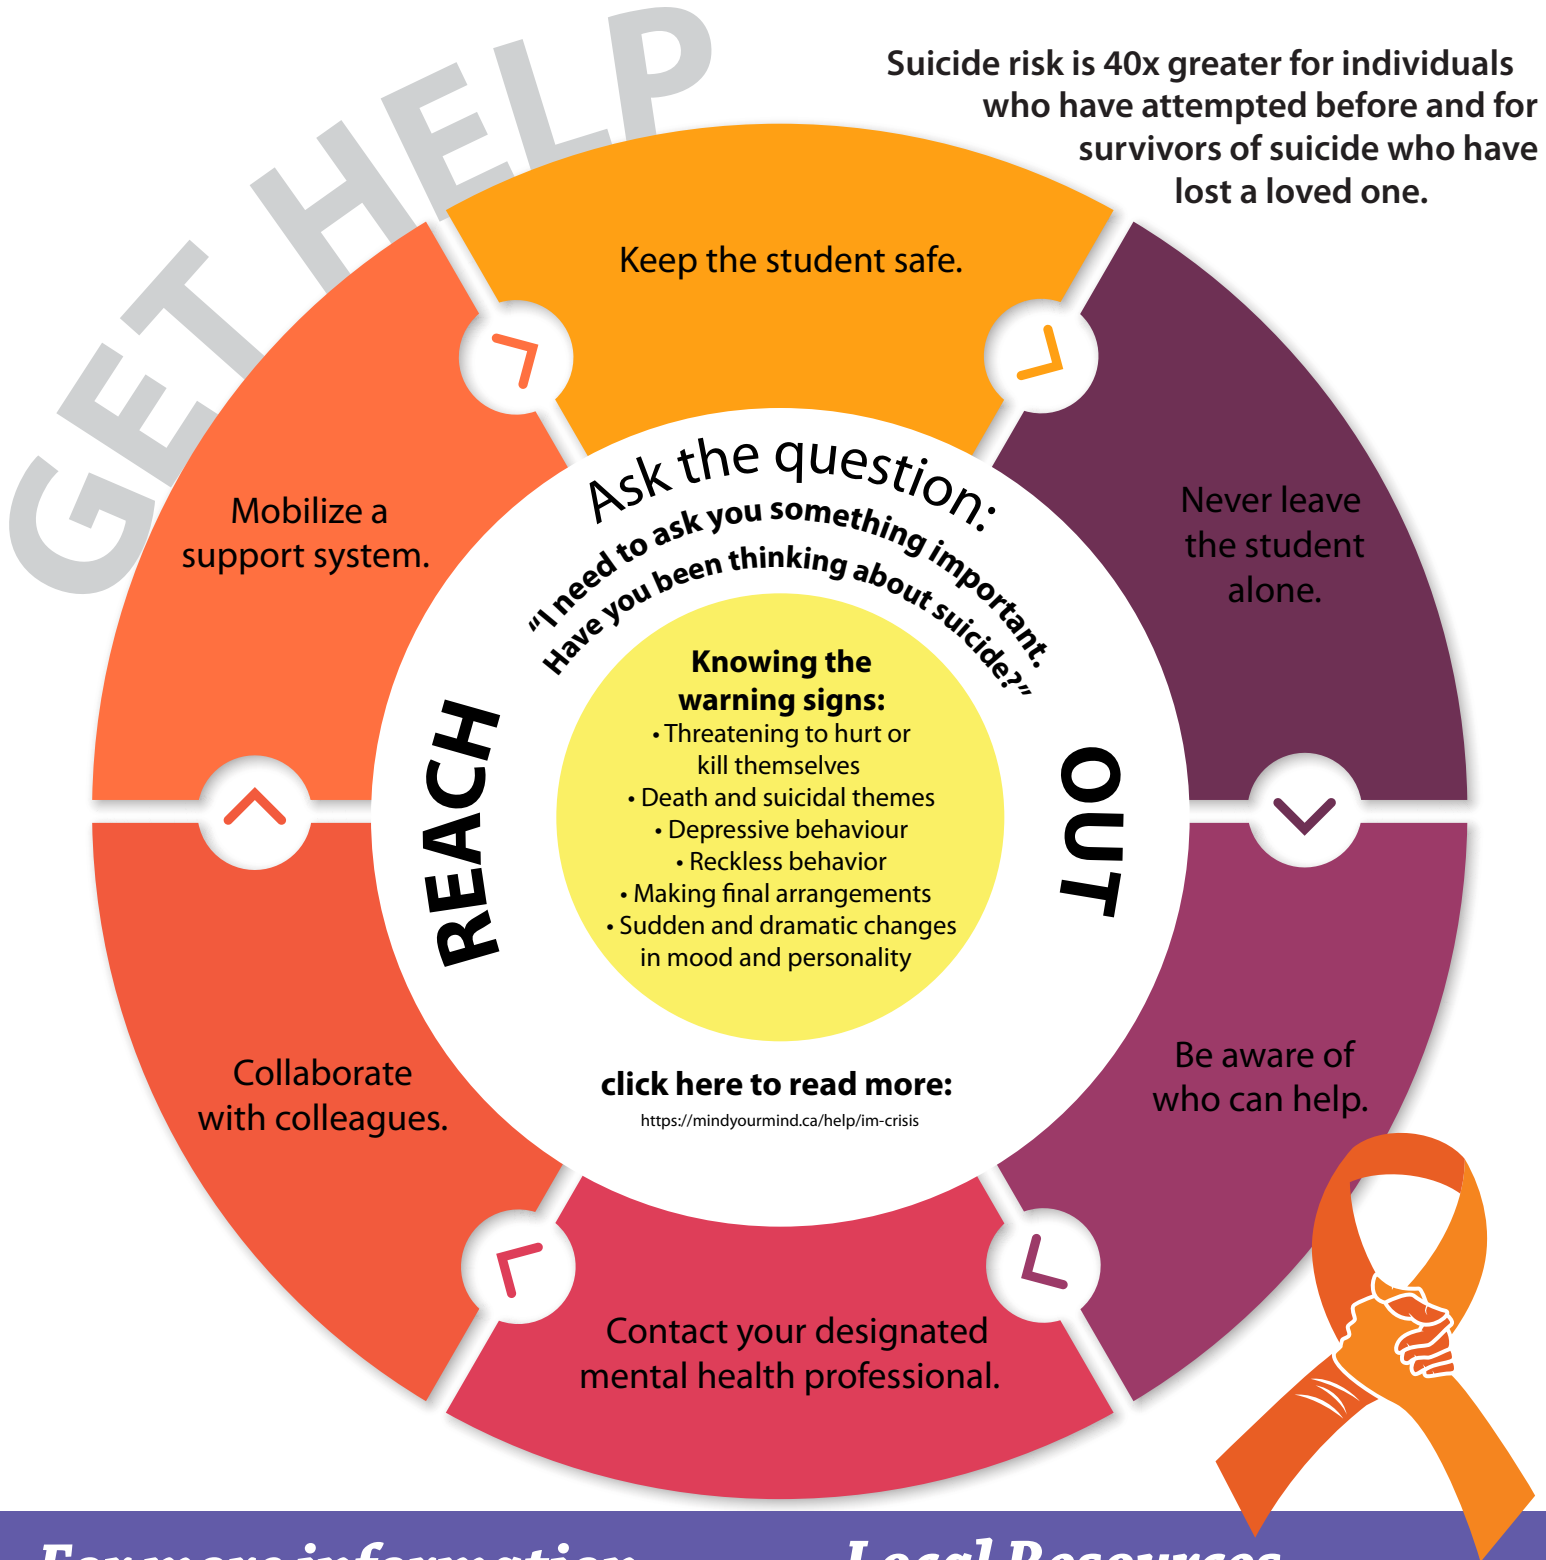 GET HELP
Suicide risk is 40x greater for individuals
who have attempted before and for
survivors of suicide who have
lost a loved one.
Keep the student safe.
Never leave
the student
alone.
Be aware of
who can help.
Contact your designated
mental health professional.
Collaborate
with colleagues.
Mobilize a
support system.
REACH
OUT
Ask the question:
"I need to ask you something important.
Have you been thinking about suicide?"
Knowing the
warning signs:
• Threatening to hurt or
kill themselves
• Death and suicidal themes
• Depressive behaviour
• Reckless behavior
• Making final arrangements
• Sudden and dramatic changes
in mood and personality
click here to read more:
https://mindyourmind.ca/help/im-crisis
For more information
Local Resources